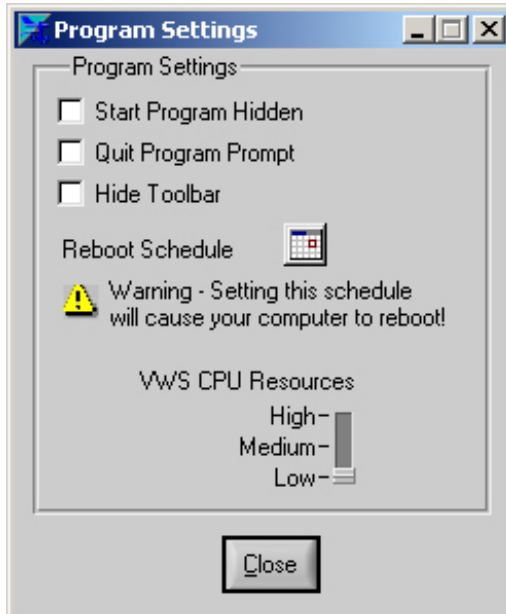 Program Settings
Program Settings
Start Program Hidden
Quit Program Prompt
Hide Toolbar
Reboot Schedule
Warning - Setting this schedule
will cause your computer to reboot!
VWS CPU Resources
High
Medium
Low
Close